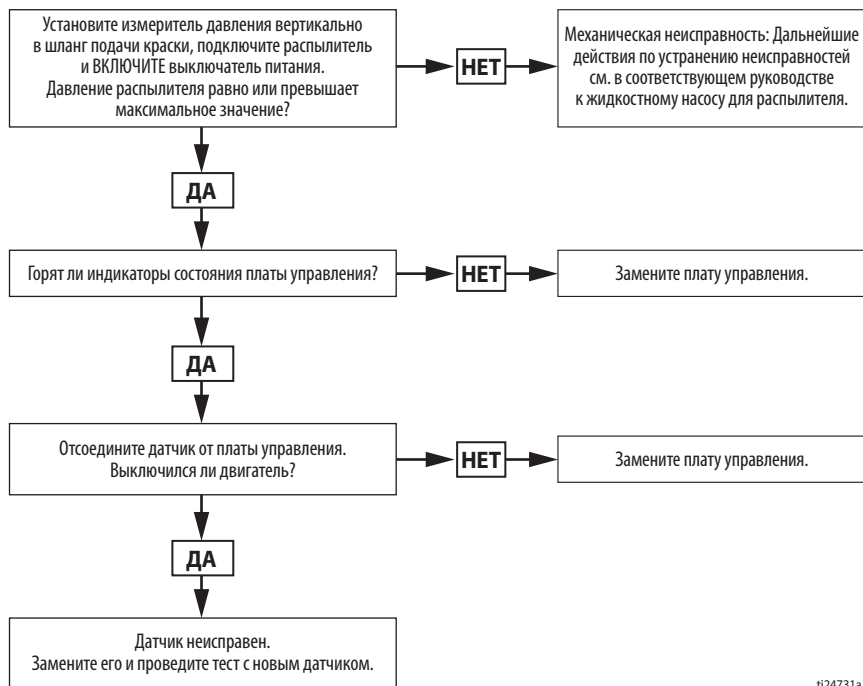 Установите измеритель давления вертикально
в шланг подачи краски, подключите распылитель
и ВКЛЮЧИТЕ выключатель питания.
Давление распылителя равно или превышает
максимальное значение?
НЕТ
Механическая неисправность: Дальнейшие
действия по устранению неисправностей
см. в соответствующем руководстве
к жидкостному насосу для распылителя.
ДА
Горят ли индикаторы состояния платы управления?
НЕТ
Замените плату управления.
ДА
Отсоедините датчик от платы управления.
Выключился ли двигатель?
НЕТ
Замените плату управления.
ДА
Датчик неисправен.
Замените его и проведите тест с новым датчиком.
ti24731a